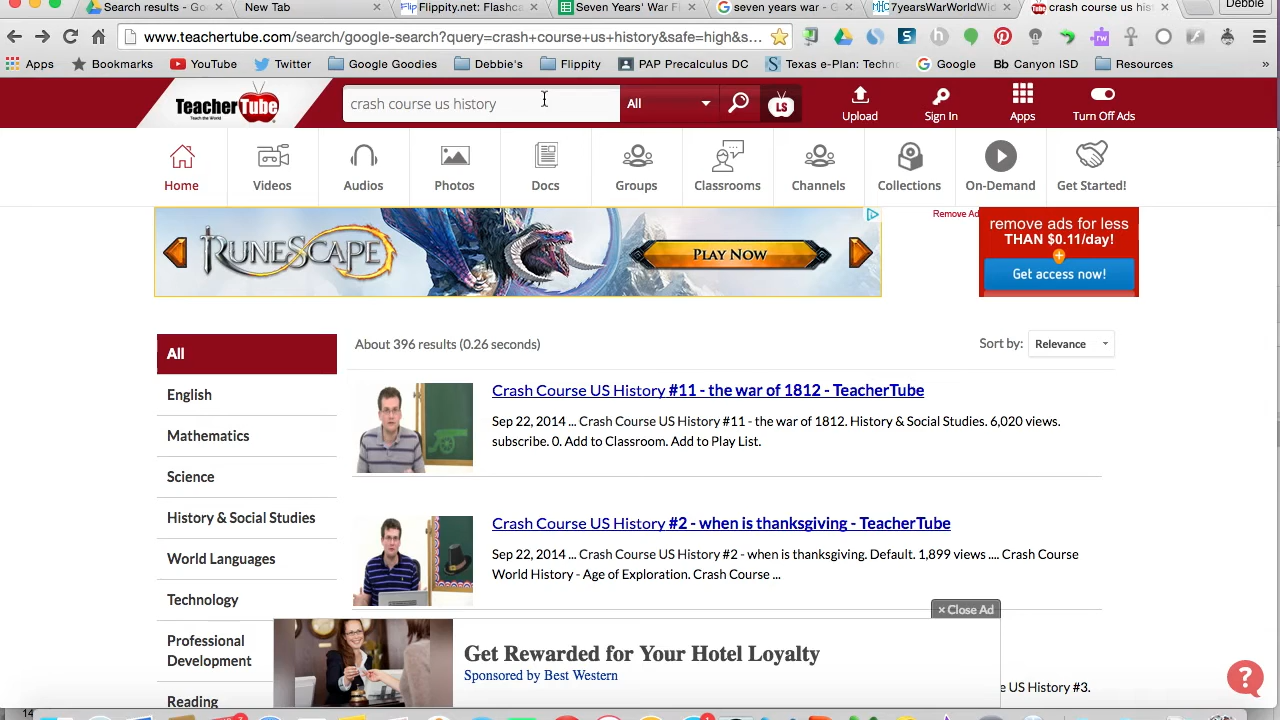 Search results - Go
New Tab
Flippity.net: Flashca
Seven Years' War F
seven years war - G
7yearsWarWorldWid
crash course us his
Debbie
www.teachertube.com/search/google-search?query=crash+course+us+history&safe=high&s...
Apps
Bookmarks
YouTube
Twitter
Google Goodies
Debbie's
Flippity
PAP Precalculus DC
Texas e-Plan: Techno
Google
Bb Canyon ISD
Resources
»
TeacherTube
Teach the World
crash course us history
All
LS
Upload
Sign In
Apps
Turn Off Ads
Home
Videos
Audios
Photos
Docs
Groups
Classrooms
Channels
Collections
On-Demand
Get Started!
RUNESCAPE
PLAY NOW
Remove Ad
remove ads for less
THAN $0.11/day!
Get access now!
All
About 396 results (0.26 seconds)
Sort by:
Relevance
English
Mathematics
Science
History & Social Studies
World Languages
Technology
Professional
Development
Reading
Crash Course US History #11 - the war of 1812 - TeacherTube
Sep 22, 2014 ... Crash Course US History #11 - the war of 1812. History & Social Studies. 6,020 views.
subscribe. 0. Add to Classroom. Add to Play List.
Crash Course US History #2 - when is thanksgiving - TeacherTube
Sep 22, 2014 ... Crash Course US History #2 - when is thanksgiving. Default. 1,899 views .... Crash Course
World History - Age of Exploration. Crash Course ...
× Close Ad
Get Rewarded for Your Hotel Loyalty
Sponsored by Best Western
e US History #3.
?
14